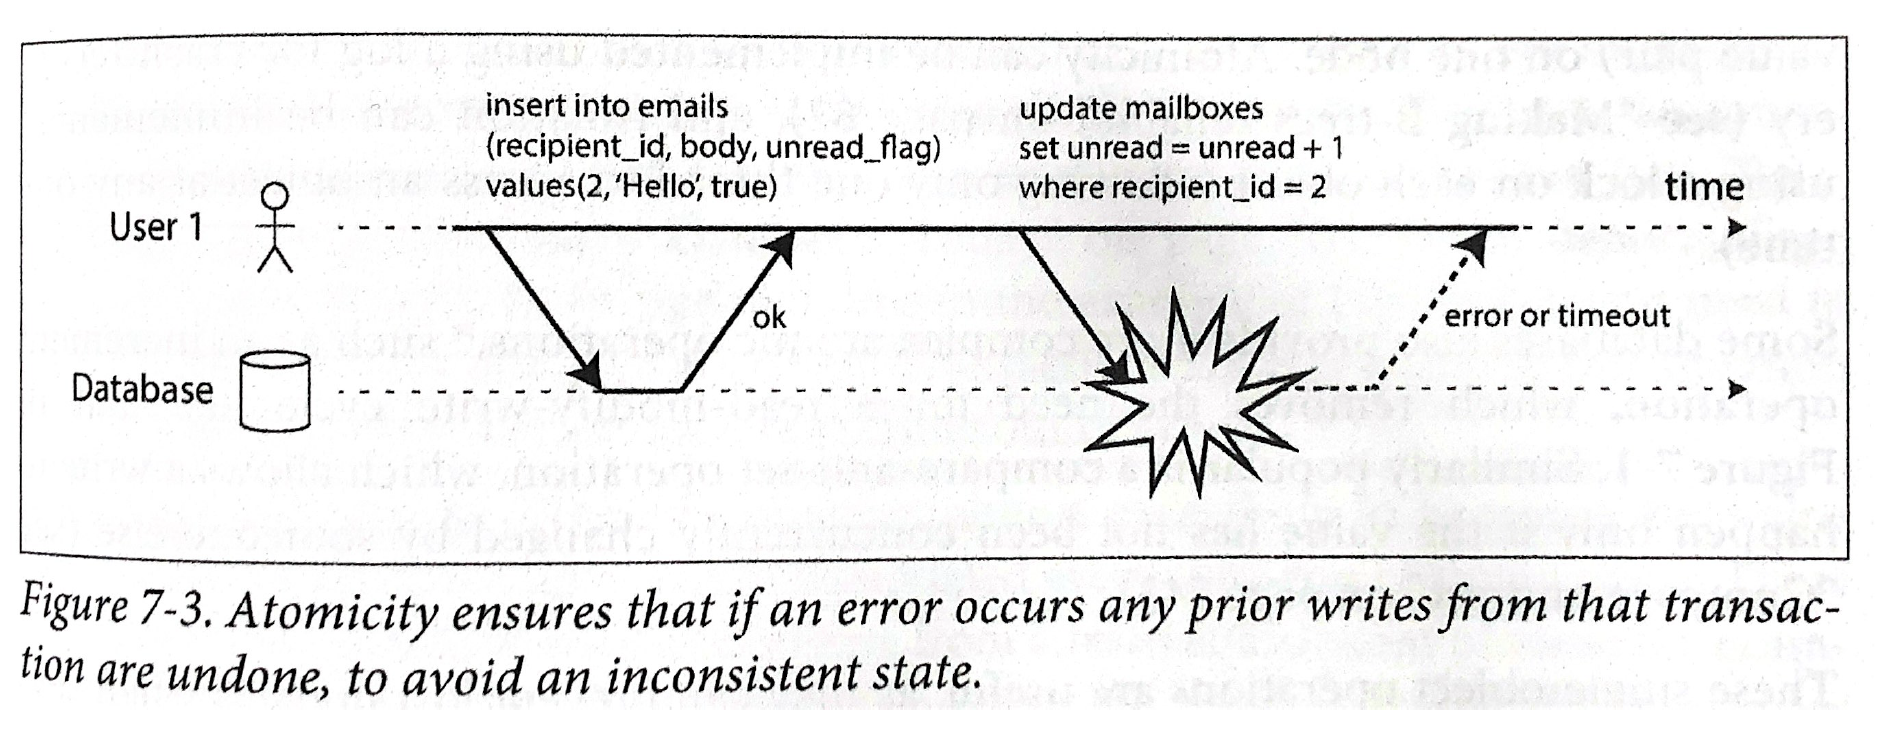 insert into emails
(recipient_id, body, unread_flag)
values(2, ‘Hello’, true)
update mailboxes
set unread = unread + 1
where recipient_id = 2
time
User 1
ok
error or timeout
Database
Figure 7-3. Atomicity ensures that if an error occurs any prior writes from that transac-
tion are undone, to avoid an inconsistent state.